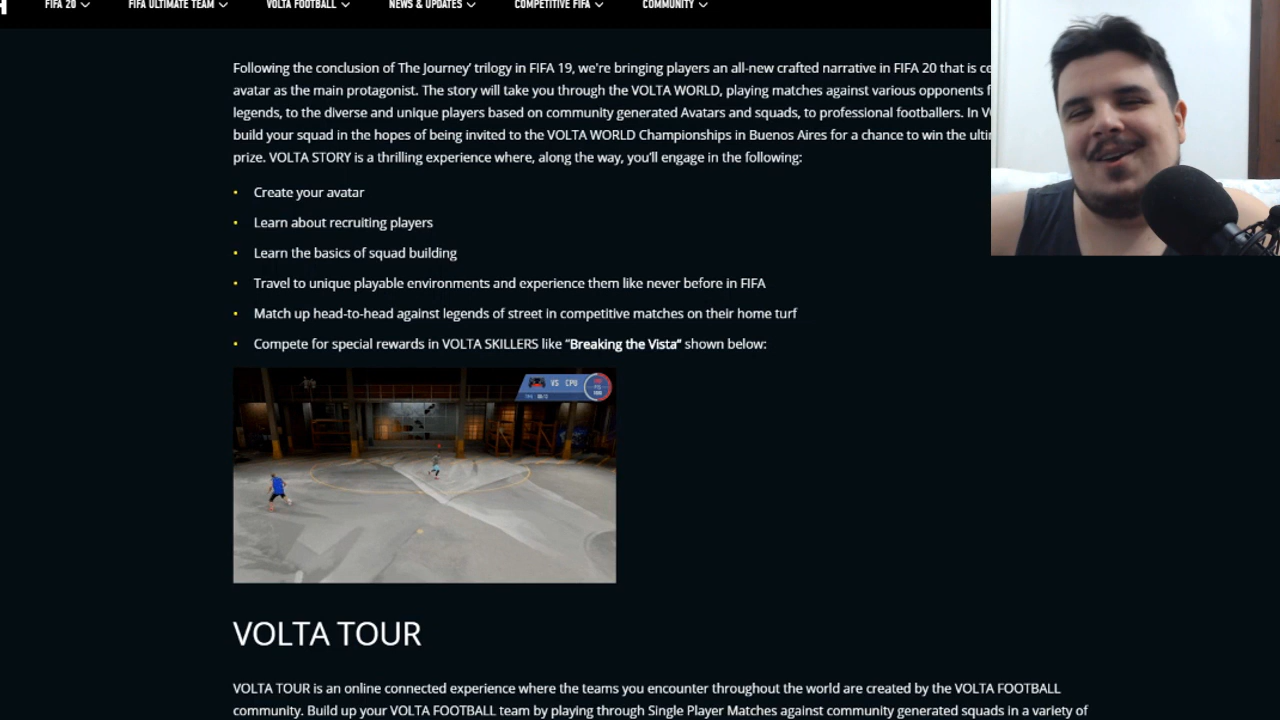 FIFA 20 FIFA ULTIMATE TEAM VOLTA FOOTBALL NEWS & UPDATES COMPETITIVE FIFA COMMUNITY
Following the conclusion of The Journey' trilogy in FIFA 19, we're bringing players an all-new crafted narrative in FIFA 20 that is ce
avatar as the main protagonist. The story will take you through the VOLTA WORLD, playing matches against various opponents f
legends, to the diverse and unique players based on community generated Avatars and squads, to professional footballers. In V
build your squad in the hopes of being invited to the VOLTA WORLD Championships in Buenos Aires for a chance to win the ulti
prize. VOLTA STORY is a thrilling experience where, along the way, you'll engage in the following:
• Create your avatar
• Learn about recruiting players
• Learn the basics of squad building
• Travel to unique playable environments and experience them like never before in FIFA
• Match up head-to-head against legends of street in competitive matches on their home turf
• Compete for special rewards in VOLTA SKILLERS like “Breaking the Vista” shown below:
VS CPU
VOLTA TOUR
VOLTA TOUR is an online connected experience where the teams you encounter throughout the world are created by the VOLTA FOOTBALL
community. Build up your VOLTA FOOTBALL team by playing through Single Player Matches against community generated squads in a variety of